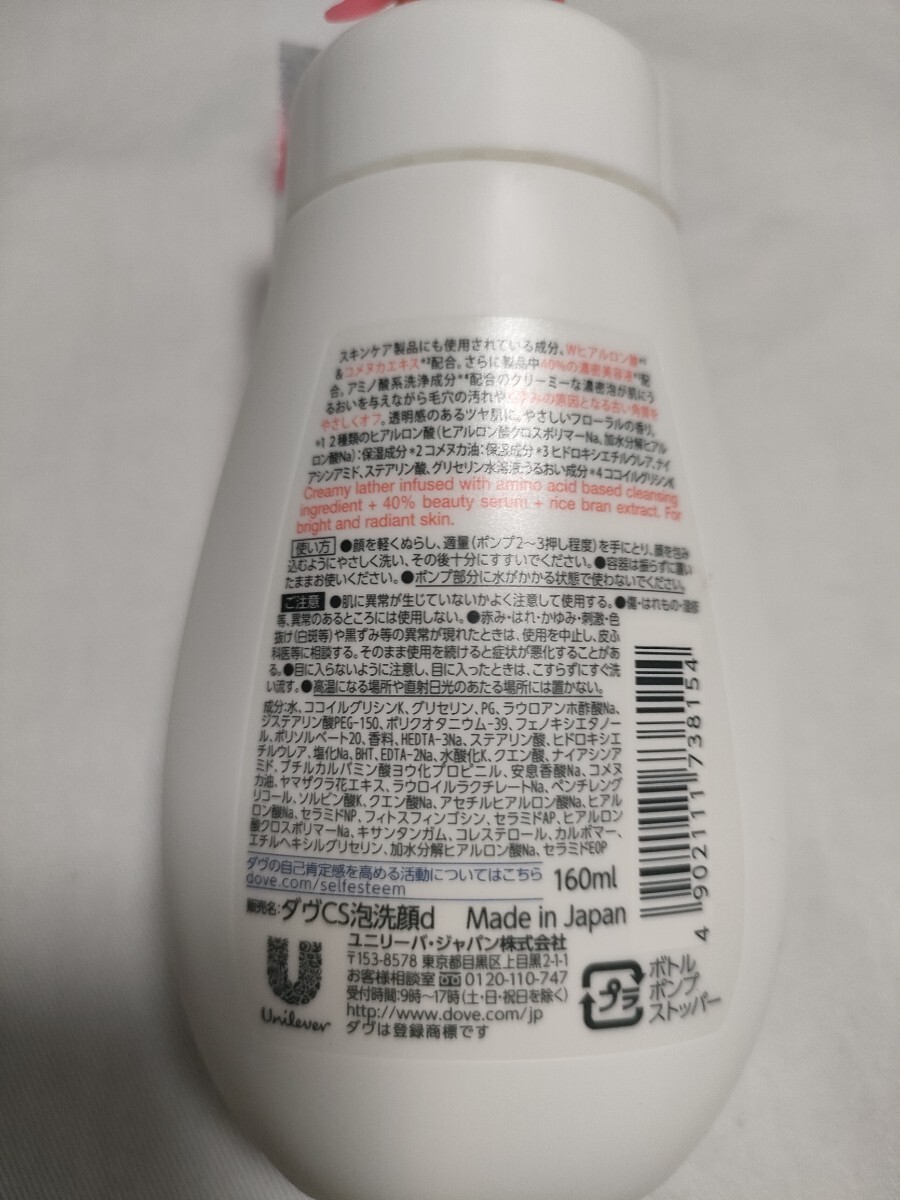 スキンケア製品にも使用されている成分、Wヒアルロン酸*¹
&コメヌカエキス*²配合。さらに製品中40%の濃密美容液*³配
合。アミノ酸系洗浄成分*⁴配合のクリーミーな濃密泡が肌にう
るおいを与えながら毛穴の汚れや の原因となる古い角質を
やさしくオフ。透明感のあるツヤ肌に。やさしいフローラルの香り。
*1 2種類のヒアルロン酸(ヒアルロン酸クロスポリマーNa、加水分解ヒアル
ロン酸Na):保湿成分*2 コメヌカ油:保湿成分*3 ヒドロキシエチルウレア、ナイ
アシンアミド、ステアリン酸、グリセリン水溶液:うるおい成分*4 ココイルグリシンK
Creamy lather infused with amino acid based cleansing
ingredient + 40% beauty serum + rice bran extract. For
bright and radiant skin.
使い方 ●顔を軽くぬらし、適量(ポンプ2〜3押し程度)を手にとり、顔を包み
込むようにやさしく洗い、その後十分にすすいでください。●容器は振らずに置い
たままお使いください。●ポンプ部分に水がかかる状態で使わないでください。
ご注意 ●肌に異常が生じていないかよく注意して使用する。●傷・はれもの・湿疹
等、異常のあるところには使用しない。●赤み・はれ・かゆみ・刺激・色
抜け(白斑等)や黒ずみ等の異常が現れたときは、使用を中止し、皮ふ
科医等に相談する。そのまま使用を続けると症状が悪化することがあ
る。●目に入らないように注意し、目に入ったときは、こすらずにすぐ洗
い流す。●高温になる場所や直射日光のあたる場所には置かない。
成分:水、ココイルグリシンK、グリセリン、PG、ラウロアンホ酢酸Na、
ジステアリン酸PEG-150、ポリクオタニウム-39、フェノキシエタノー
ル、ポリソルベート20、香料、HEDTA-3Na、ステアリン酸、ヒドロキシエ
チルウレア、塩化Na、BHT、EDTA-2Na、水酸化K、クエン酸、ナイアシンア
ミド、ブチルカルバミン酸ヨウ化プロピニル、安息香酸Na、コメヌ
カ油、ヤマザクラ花エキス、ラウロイルラクチレートNa、ペンチレング
リコール、ソルビン酸K、クエン酸Na、アセチルヒアルロン酸Na、ヒアルロ
ン酸Na、セラミドNP、フィトスフィンゴシン、セラミドAP、ヒアルロン
酸クロスポリマーNa、キサンタンガム、コレステロール、カルボマー、
エチルヘキシルグリセリン、加水分解ヒアルロン酸Na、セラミドEOP
ダヴの自己肯定感を高める活動についてはこちら
dove.com/selfesteem
160ml
販売名:ダヴCS泡洗顔d Made in Japan
ユニリーバ・ジャパン株式会社
〒153-8578 東京都目黒区上目黒2-1-1
お客様相談室 0120-110-747
受付時間:9時〜17時(土・日・祝日を除く)
http://www.dove.com/jp
ダヴは登録商標です
Unilever
プラ
ボトル
ポンプ
ストッパー
4 902111 738154